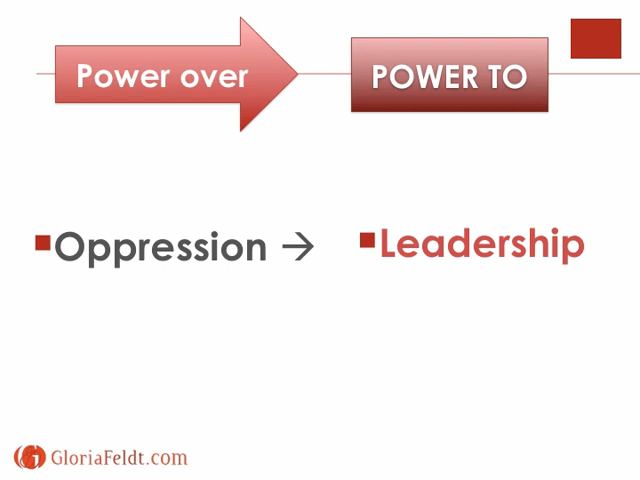 Power over
POWER TO
Oppression →
Leadership
GloriaFeldt.com